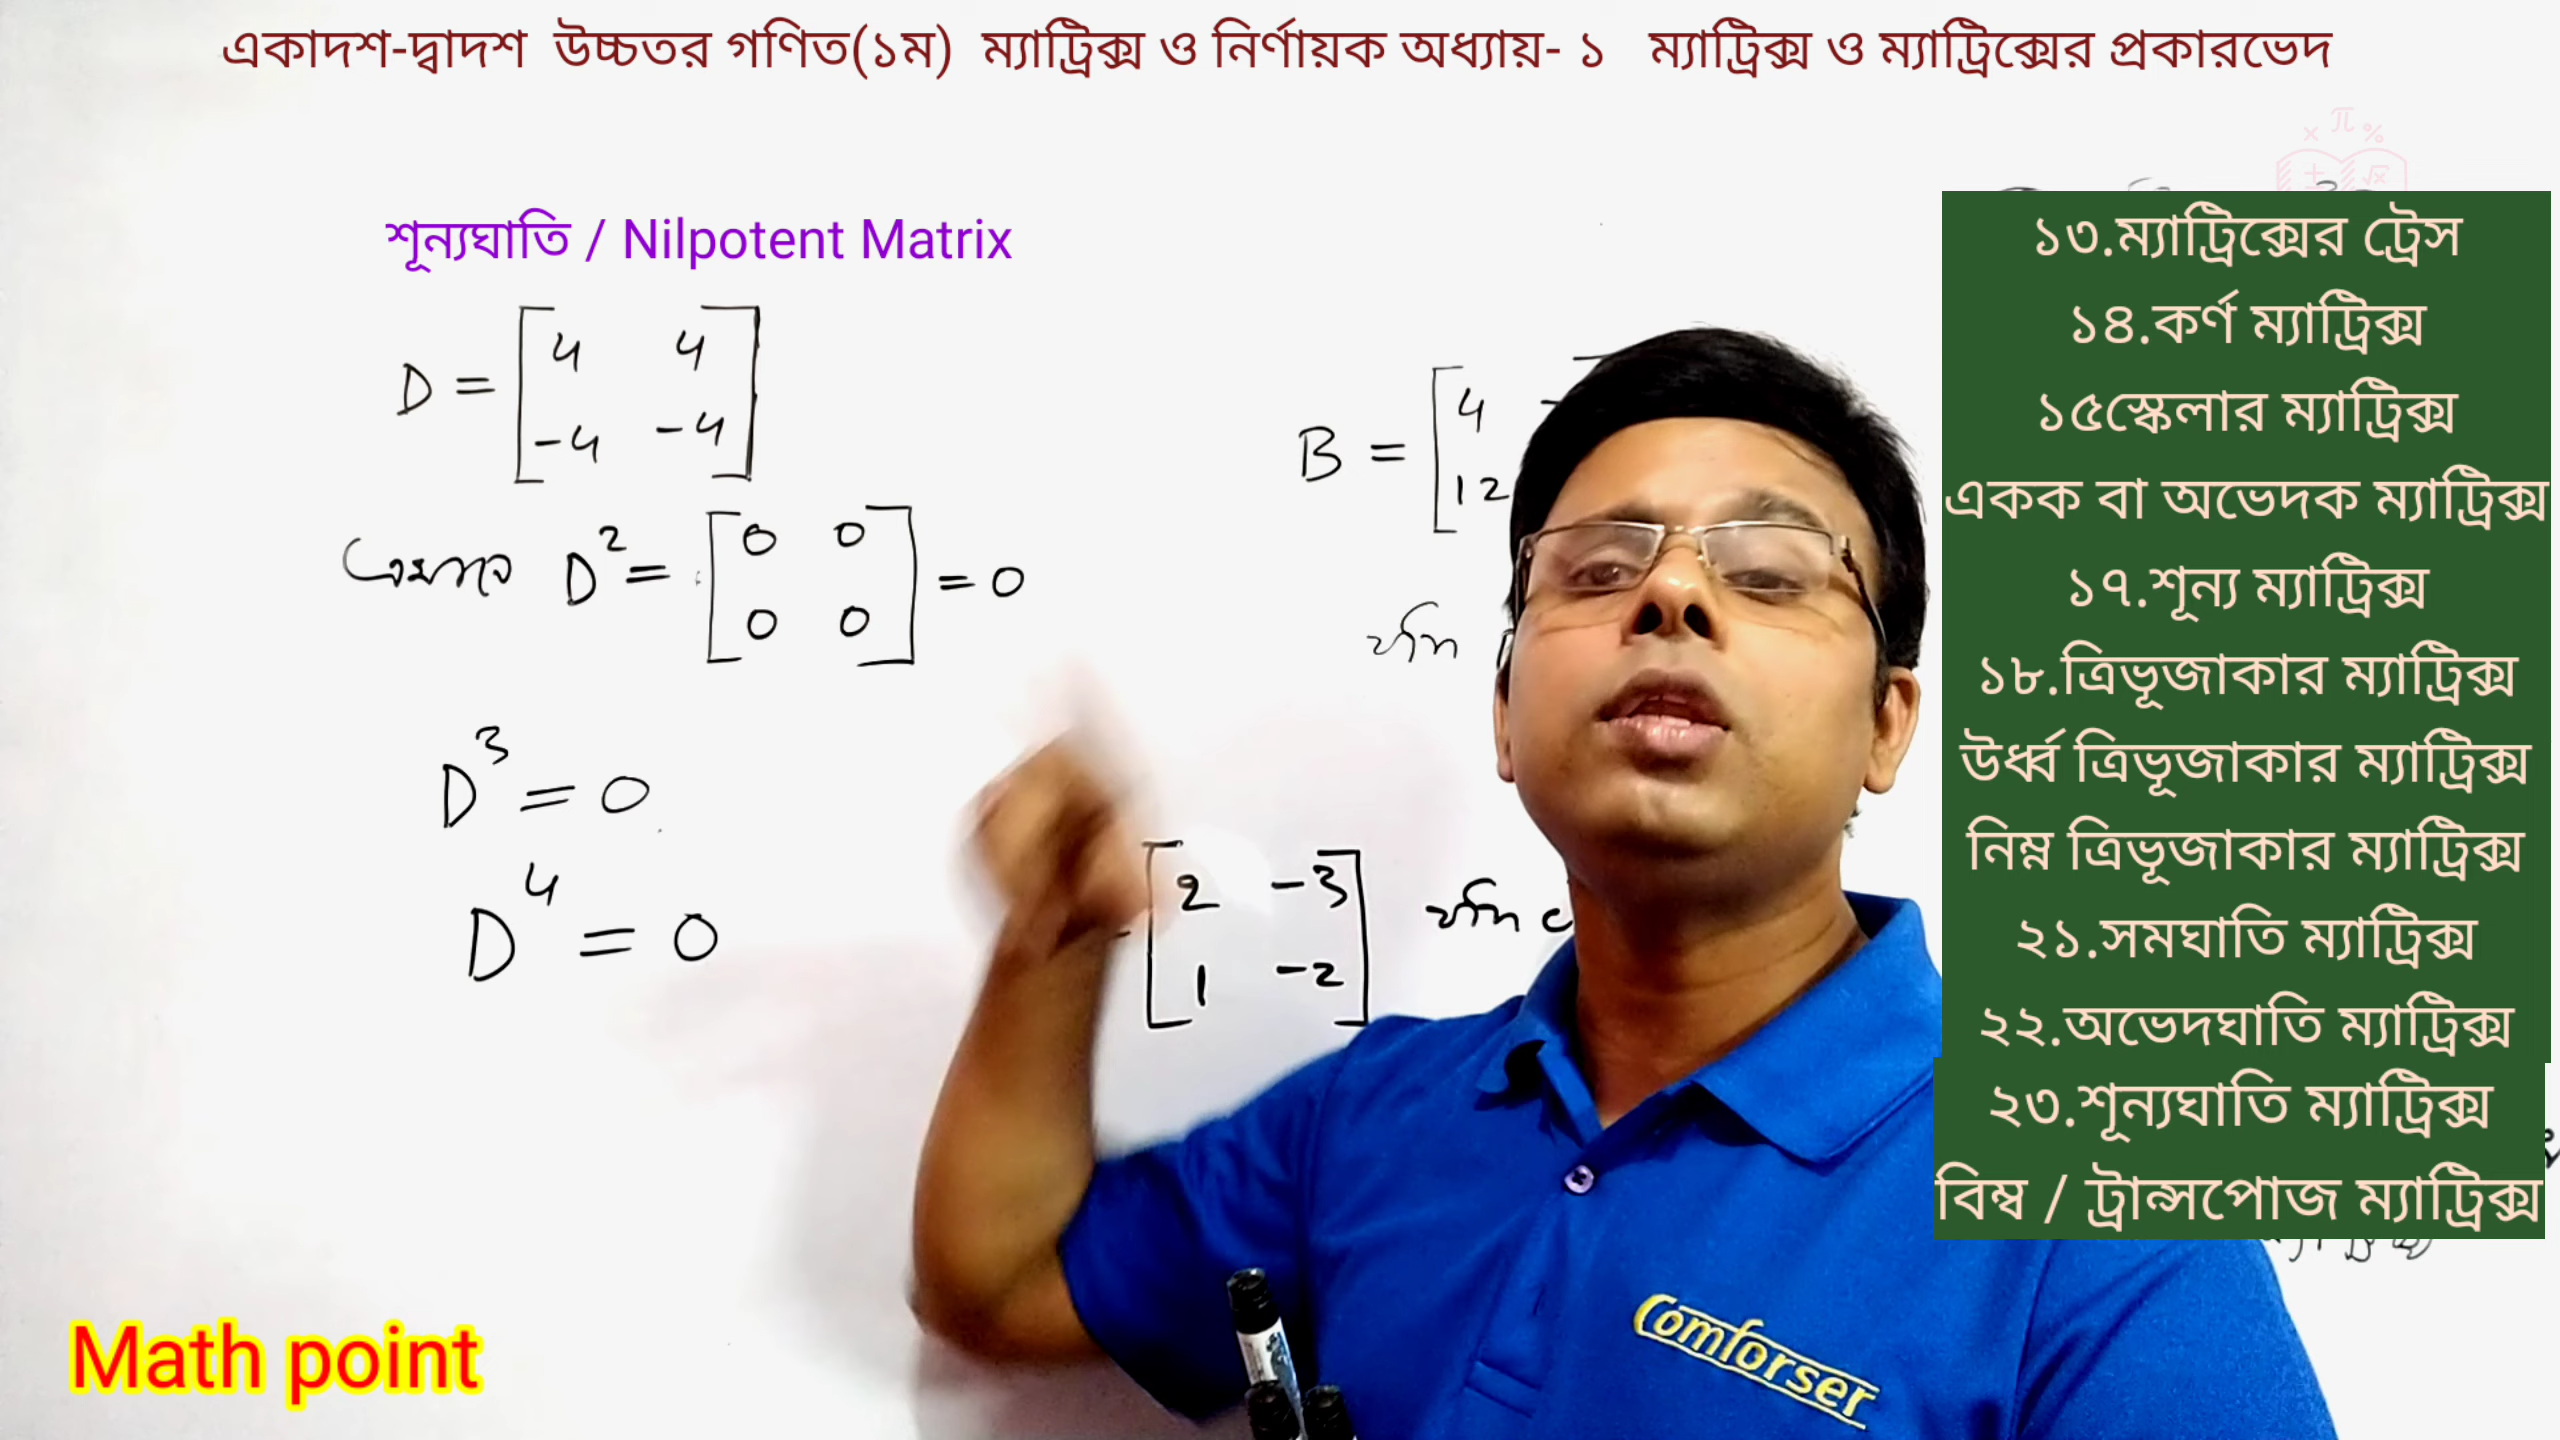 একাদশ-দ্বাদশ উচ্চতর গণিত(১ম) ম্যাট্রিক্স ও নির্ণায়ক অধ্যায়- ১ ম্যাট্রিক্স ও ম্যাট্রিক্সের প্রকারভেদ
শূন্যঘাতি / Nilpotent Matrix
D = [4 4
-4 -4]
এখানে D² = [0 0
0 0] = 0
D³ = 0
D⁴ = 0
B = [4
12
যদি
[2 -3
1 -2] যদি c
১৩.ম্যাট্রিক্সের ট্রেস
১৪.কর্ণ ম্যাট্রিক্স
১৫স্কেলার ম্যাট্রিক্স
একক বা অভেদক ম্যাট্রিক্স
১৭.শূন্য ম্যাট্রিক্স
১৮.ত্রিভূজাকার ম্যাট্রিক্স
উর্ধ্ব ত্রিভূজাকার ম্যাট্রিক্স
নিম্ন ত্রিভূজাকার ম্যাট্রিক্স
২১.সমঘাতি ম্যাট্রিক্স
২২.অভেদঘাতি ম্যাট্রিক্স
২৩.শূন্যঘাতি ম্যাট্রিক্স
বিম্ব / ট্রান্সপোজ ম্যাট্রিক্স
Comforser
Math point